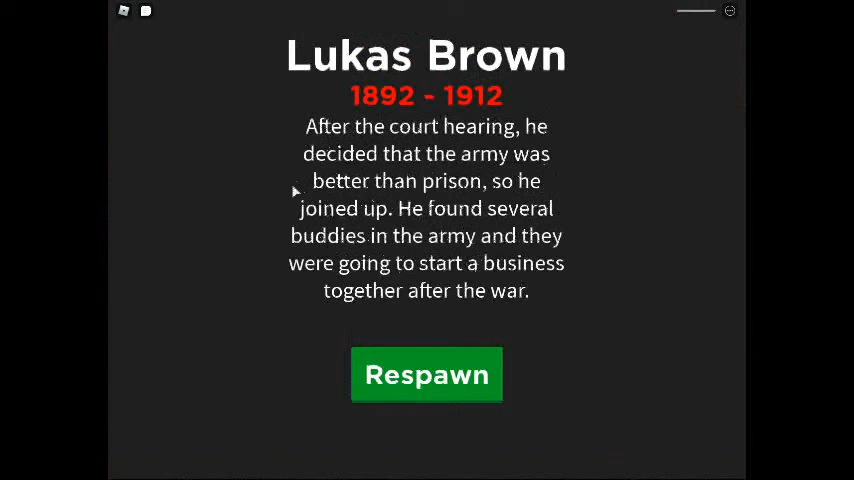 Lukas Brown
1892 - 1912
After the court hearing, he
decided that the army was
better than prison, so he
joined up. He found several
buddies in the army and they
were going to start a business
together after the war.
Respawn